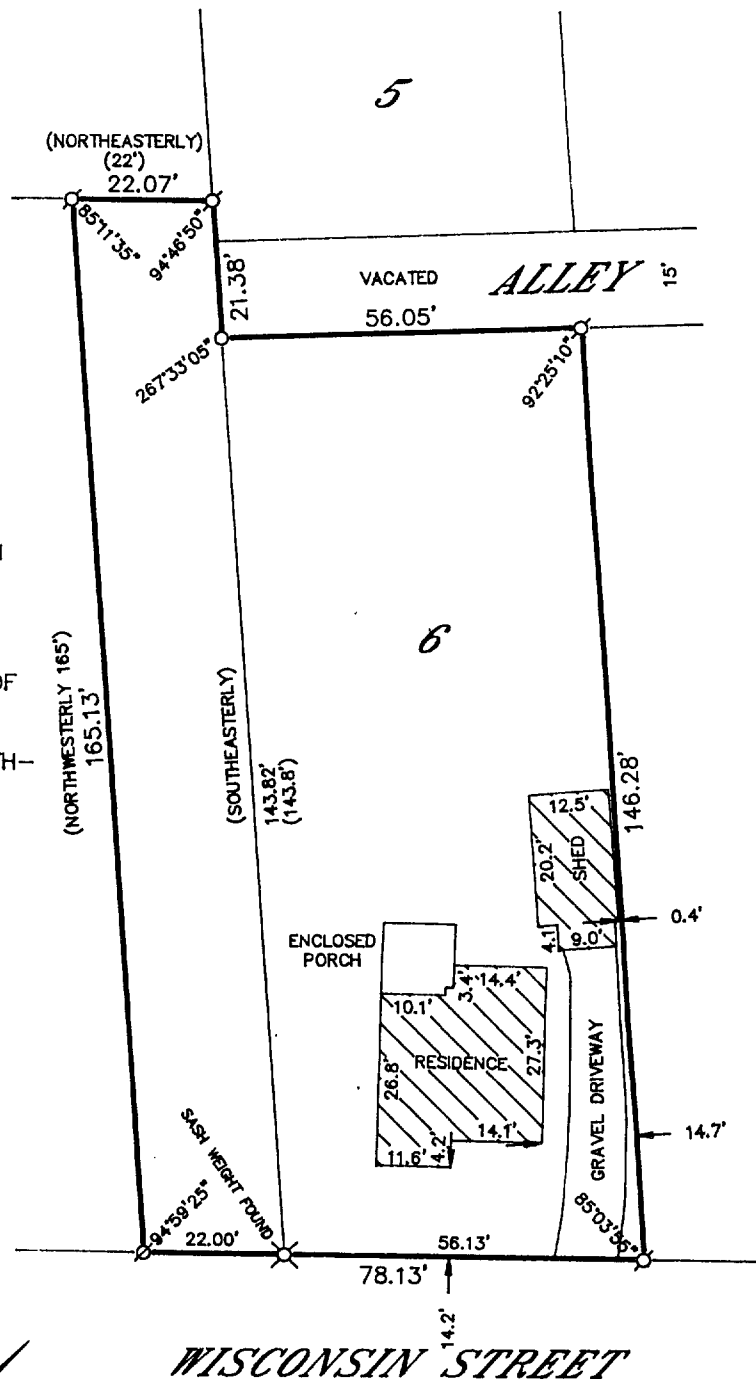 5
(NORTHEASTERLY)
(22')
22.07'
85°11'35"
94°46'50"
21.38'
VACATED
ALLEY
15'
56.05'
267°33'05"
92°25'10"
(NORTHWESTERLY 165')
165.13'
OF
TH-
6
(SOUTHEASTERLY)
143.82'
(143.8')
146.28'
12.5'
20.2'
SHED
4.1
9.0'
0.4'
ENCLOSED
PORCH
3.4'
14.4'
10.1'
RESIDENCE
26.8'
27.3'
GRAVEL DRIVEWAY
14.7'
11.6'
4.2'
14.1'
SASH WEIGHT FOUND
94°59'25"
85°03'55"
22.00'
56.13'
78.13'
14.2'
WISCONSIN STREET